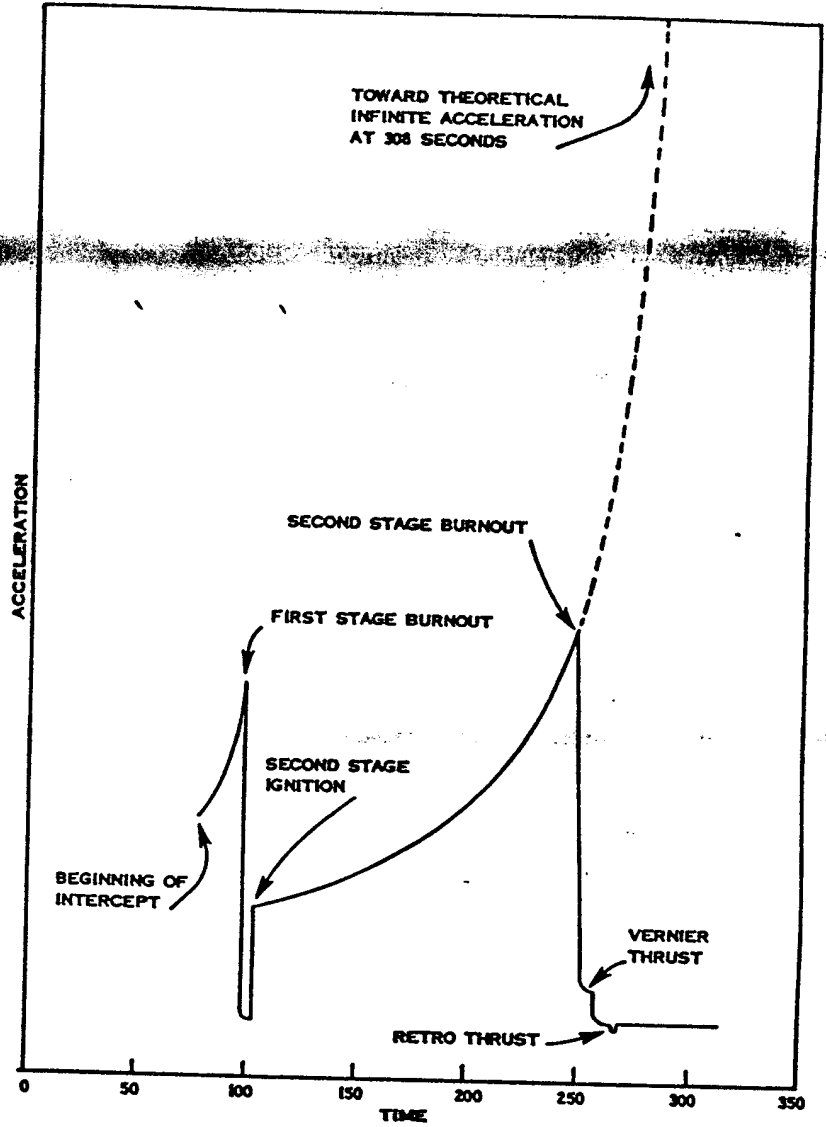 TOWARD THEORETICAL
INFINITE ACCELERATION
AT 308 SECONDS
ACCELERATION
SECOND STAGE BURNOUT
FIRST STAGE BURNOUT
SECOND STAGE
IGNITION
BEGINNING OF
INTERCEPT
VERNIER
THRUST
RETRO THRUST
0 50 100 150 200 250 300 350
TIME